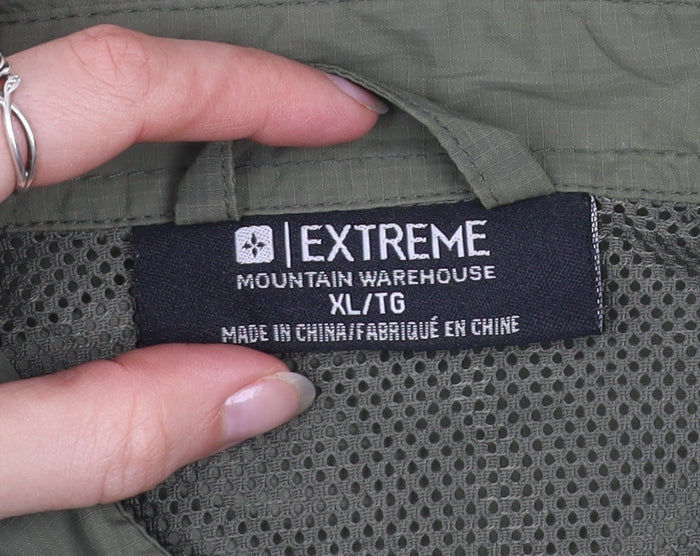 EXTREME
MOUNTAIN WAREHOUSE
XL/TG
MADE IN CHINA/FABRIQUÉ EN CHINE